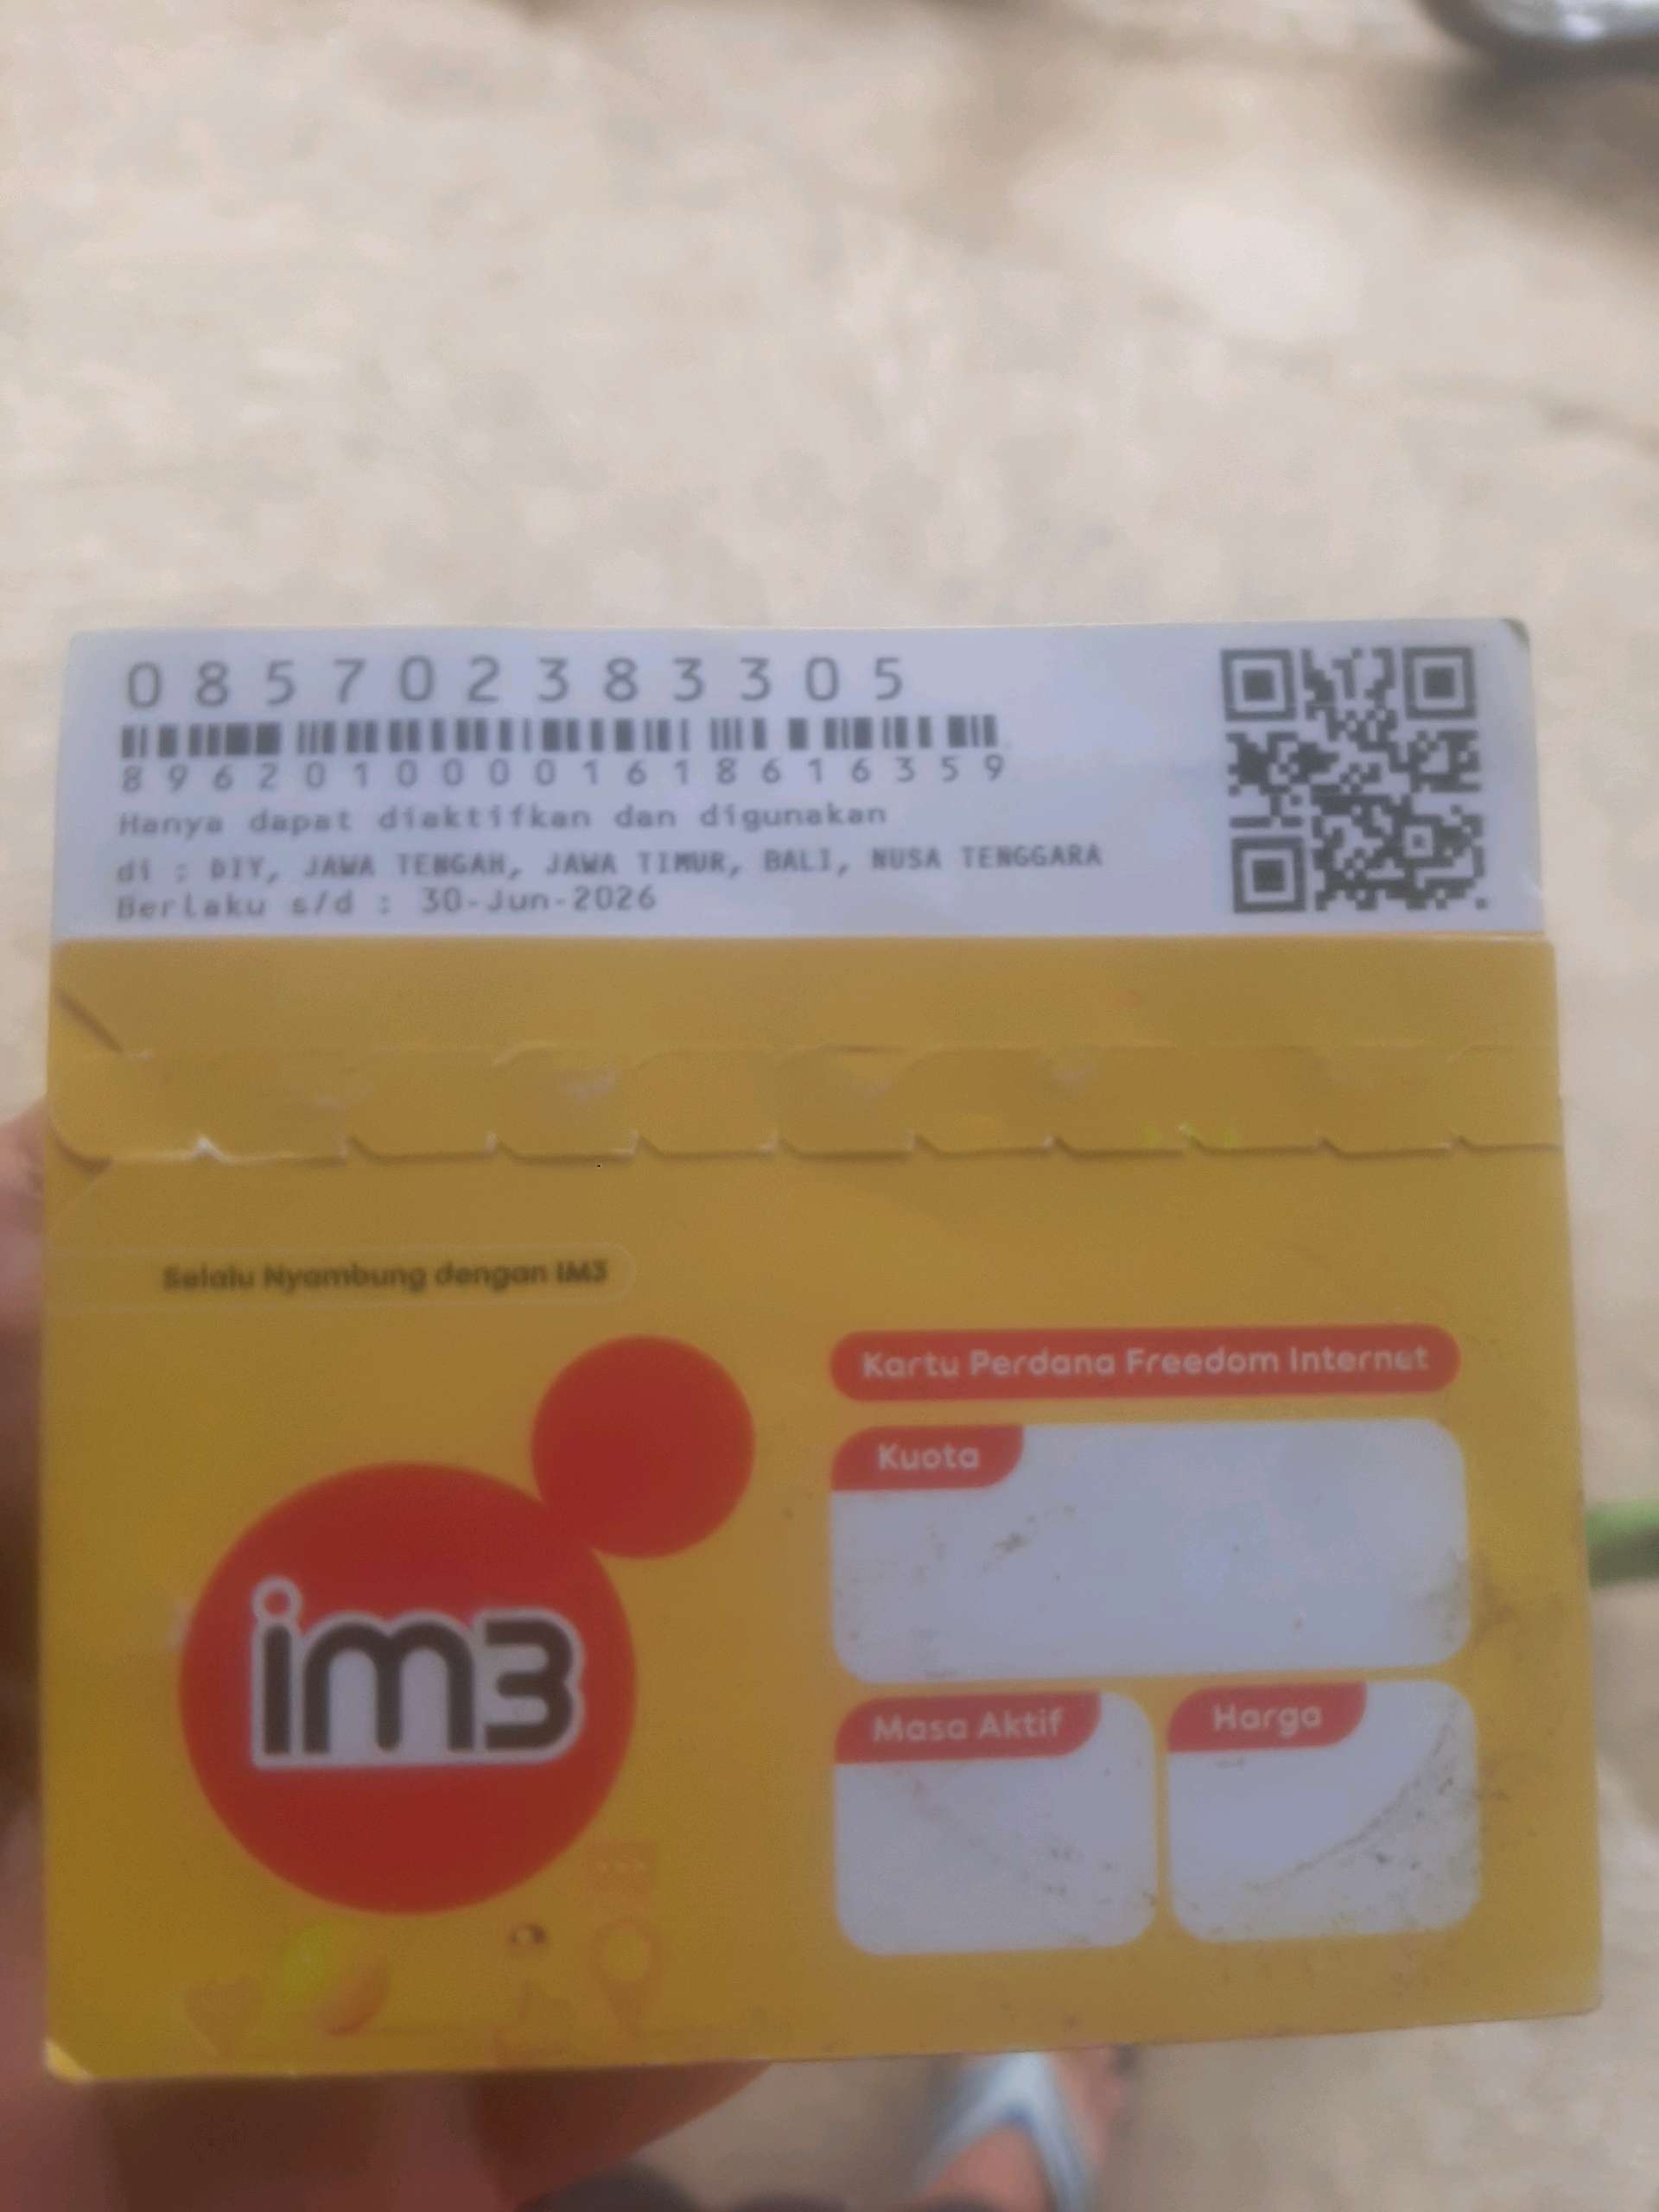 0 8 5 7 0 2 3 8 3 3 0 5
8 9 6 2 0 1 0 0 0 0 1 6 1 8 6 1 6 3 5 9
Hanya dapat diaktifkan dan digunakan
di : DIY, JAWA TENGAH, JAWA TIMUR, BALI, NUSA TENGGARA
Berlaku s/d : 30-Jun-2026
Selalu Nyambung dengan IM3
im3
Kartu Perdana Freedom Internet
Kuota
Masa Aktif
Harga